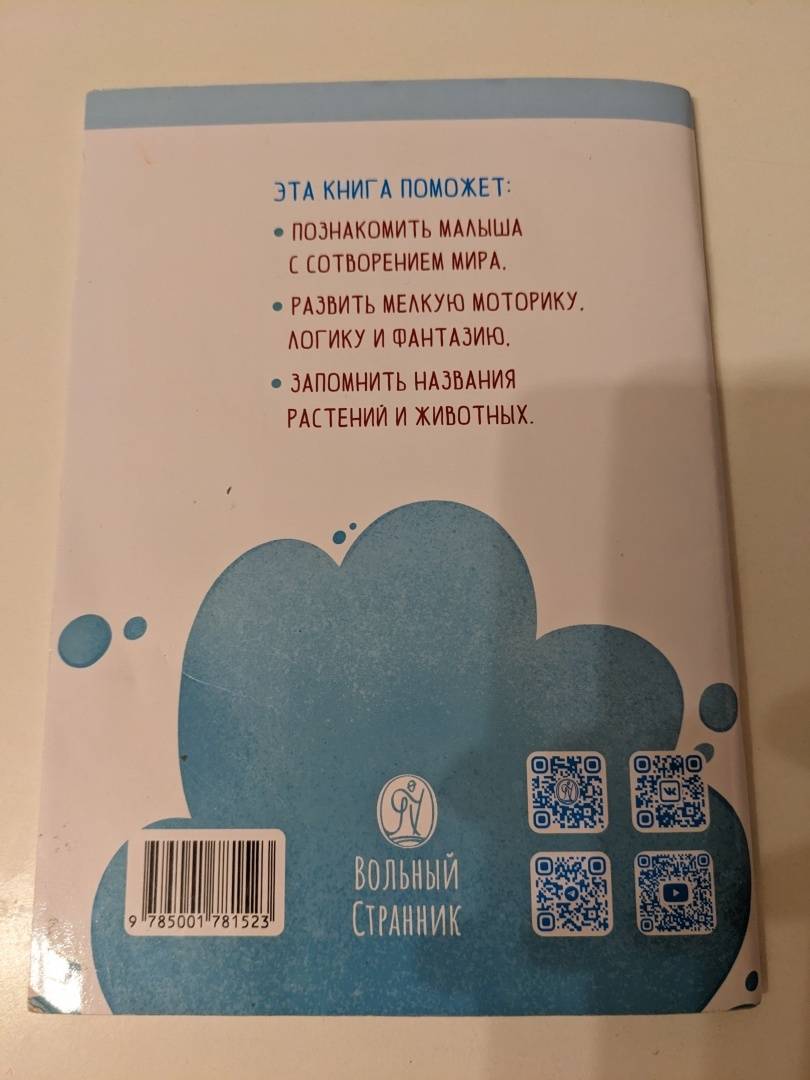 ЭТА КНИГА ПОМОЖЕТ:
• ПОЗНАКОМИТЬ МАЛЫША
С СОТВОРЕНИЕМ МИРА,
• РАЗВИТЬ МЕЛКУЮ МОТОРИКУ,
ЛОГИКУ И ФАНТАЗИЮ,
• ЗАПОМНИТЬ НАЗВАНИЯ
РАСТЕНИЙ И ЖИВОТНЫХ.
ВОЛЬНЫЙ
СТРАННИК
9 785001 781523